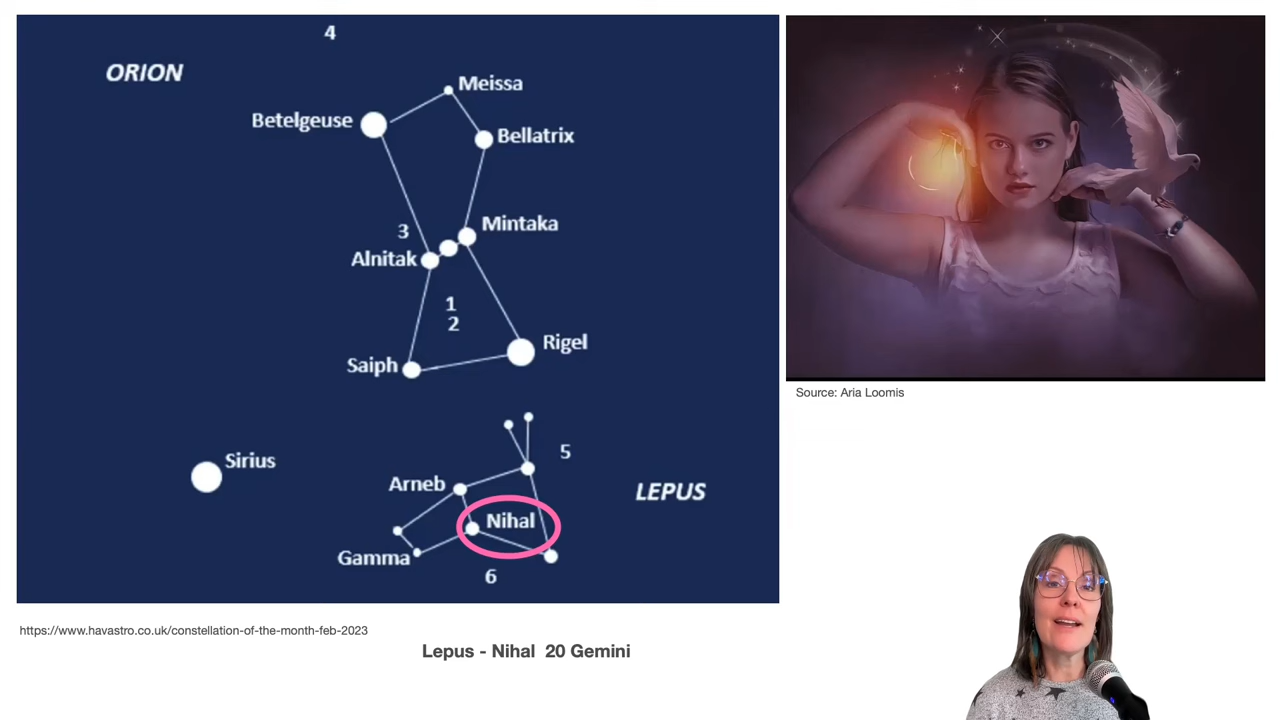 4
ORION
Meissa
Betelgeuse
Bellatrix
Mintaka
3
Alnitak
1
2
Rigel
Saiph
5
Sirius
Arneb
LEPUS
Nihal
Gamma
6
Source: Aria Loomis
https://www.havastro.co.uk/constellation-of-the-month-feb-2023
Lepus - Nihal 20 Gemini